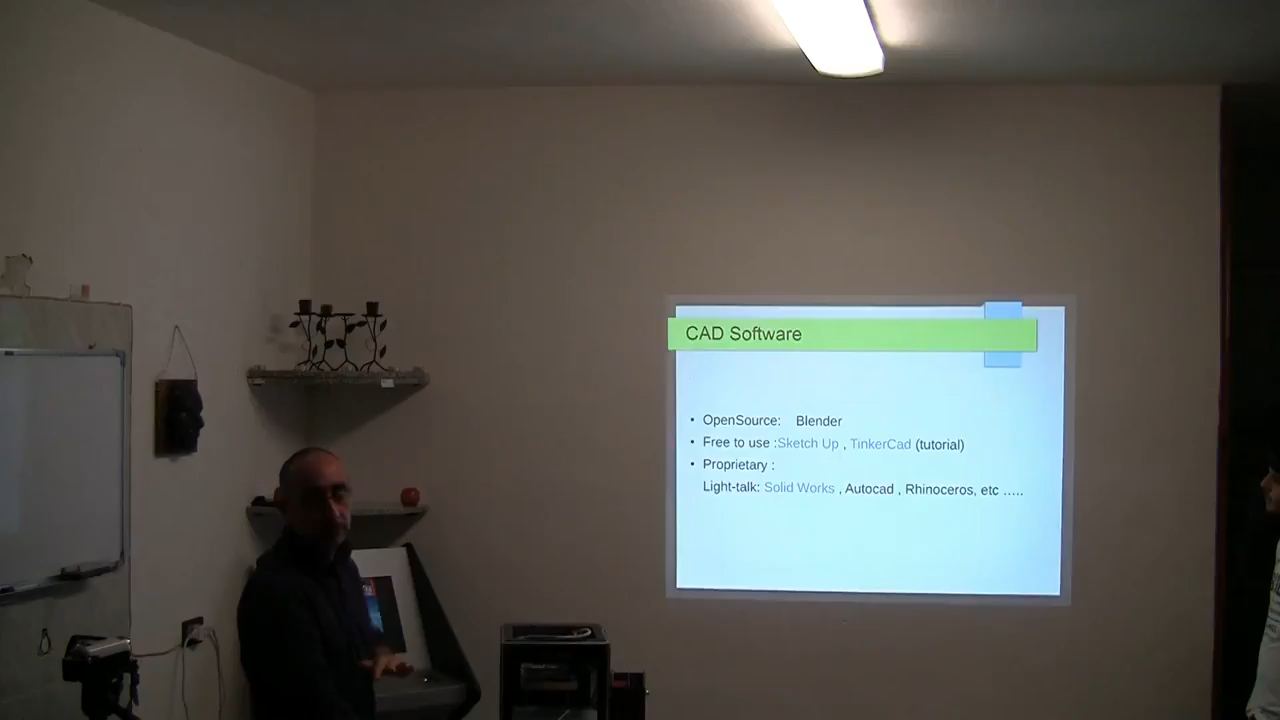 CAD Software
• OpenSource: Blender
• Free to use :Sketch Up , TinkerCad (tutorial)
• Proprietary :
Light-talk: Solid Works , Autocad , Rhinoceros, etc .....